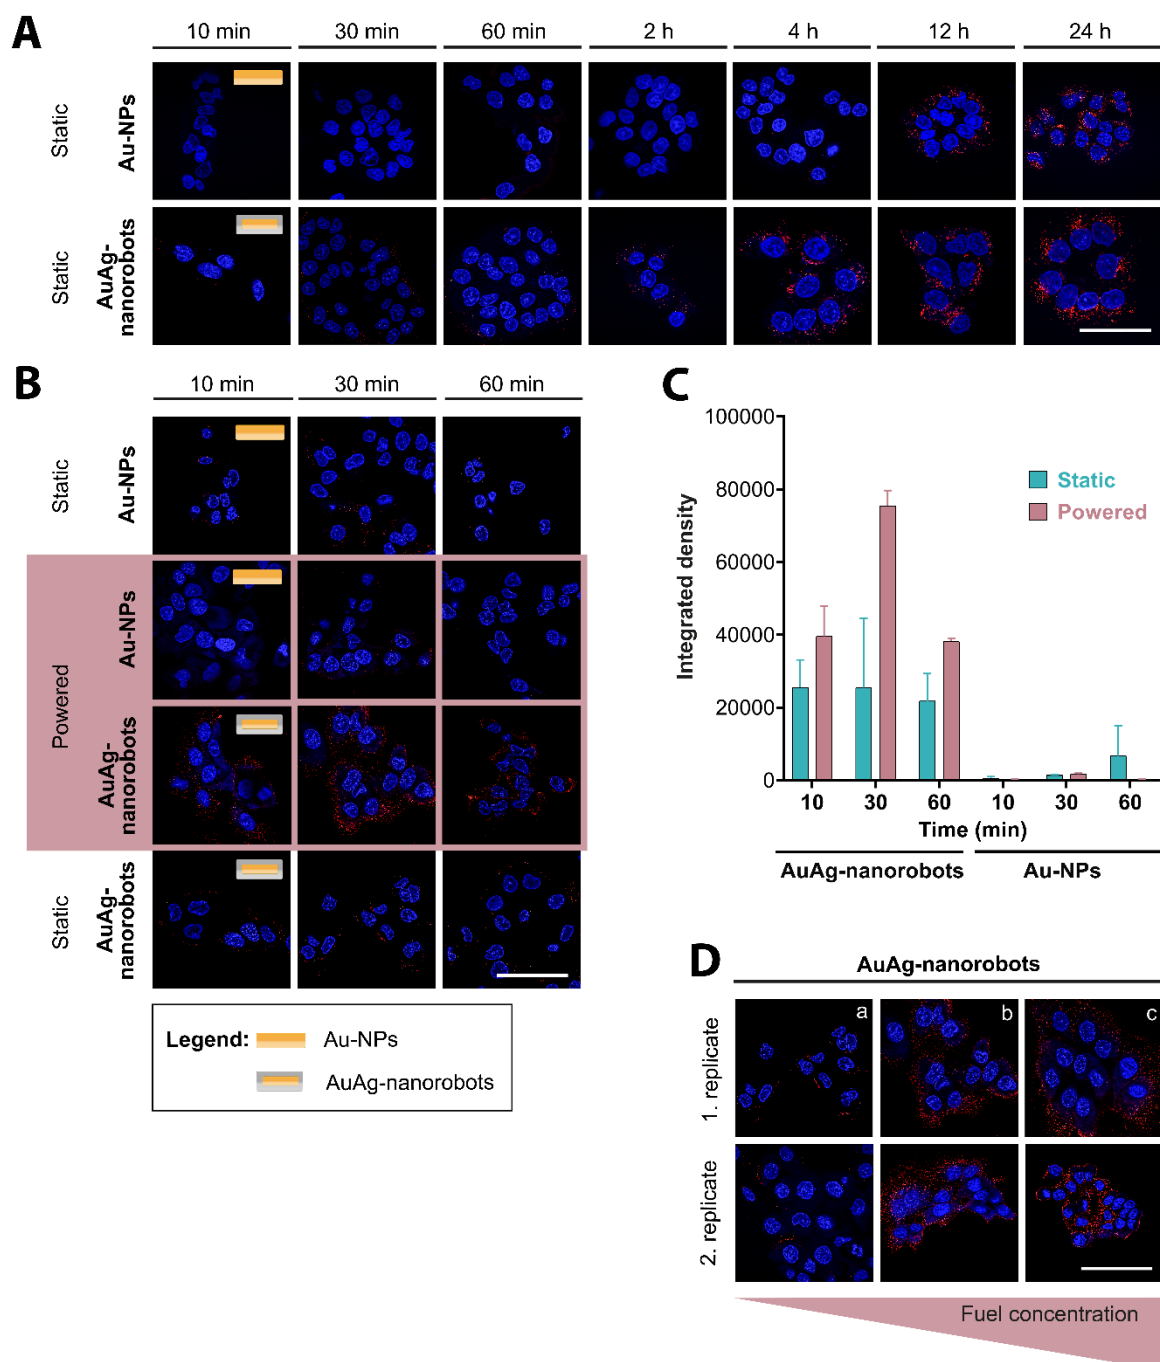 A
10 min 30 min 60 min 2 h 4 h 12 h 24 h
Static
Au-NPs
Static
AuAg-
nanorobots
B
10 min 30 min 60 min
Static
Au-NPs
Powered
Au-NPs
AuAg-
nanorobots
Static
AuAg-
nanorobots
Legend:
Au-NPs
AuAg-nanorobots
C
Integrated density
100000
80000
60000
40000
20000
0
Static
Powered
10 30 60 10 30 60
Time (min)
AuAg-nanorobots Au-NPs
D
AuAg-nanorobots
1. replicate
a b c
2. replicate
Fuel concentration